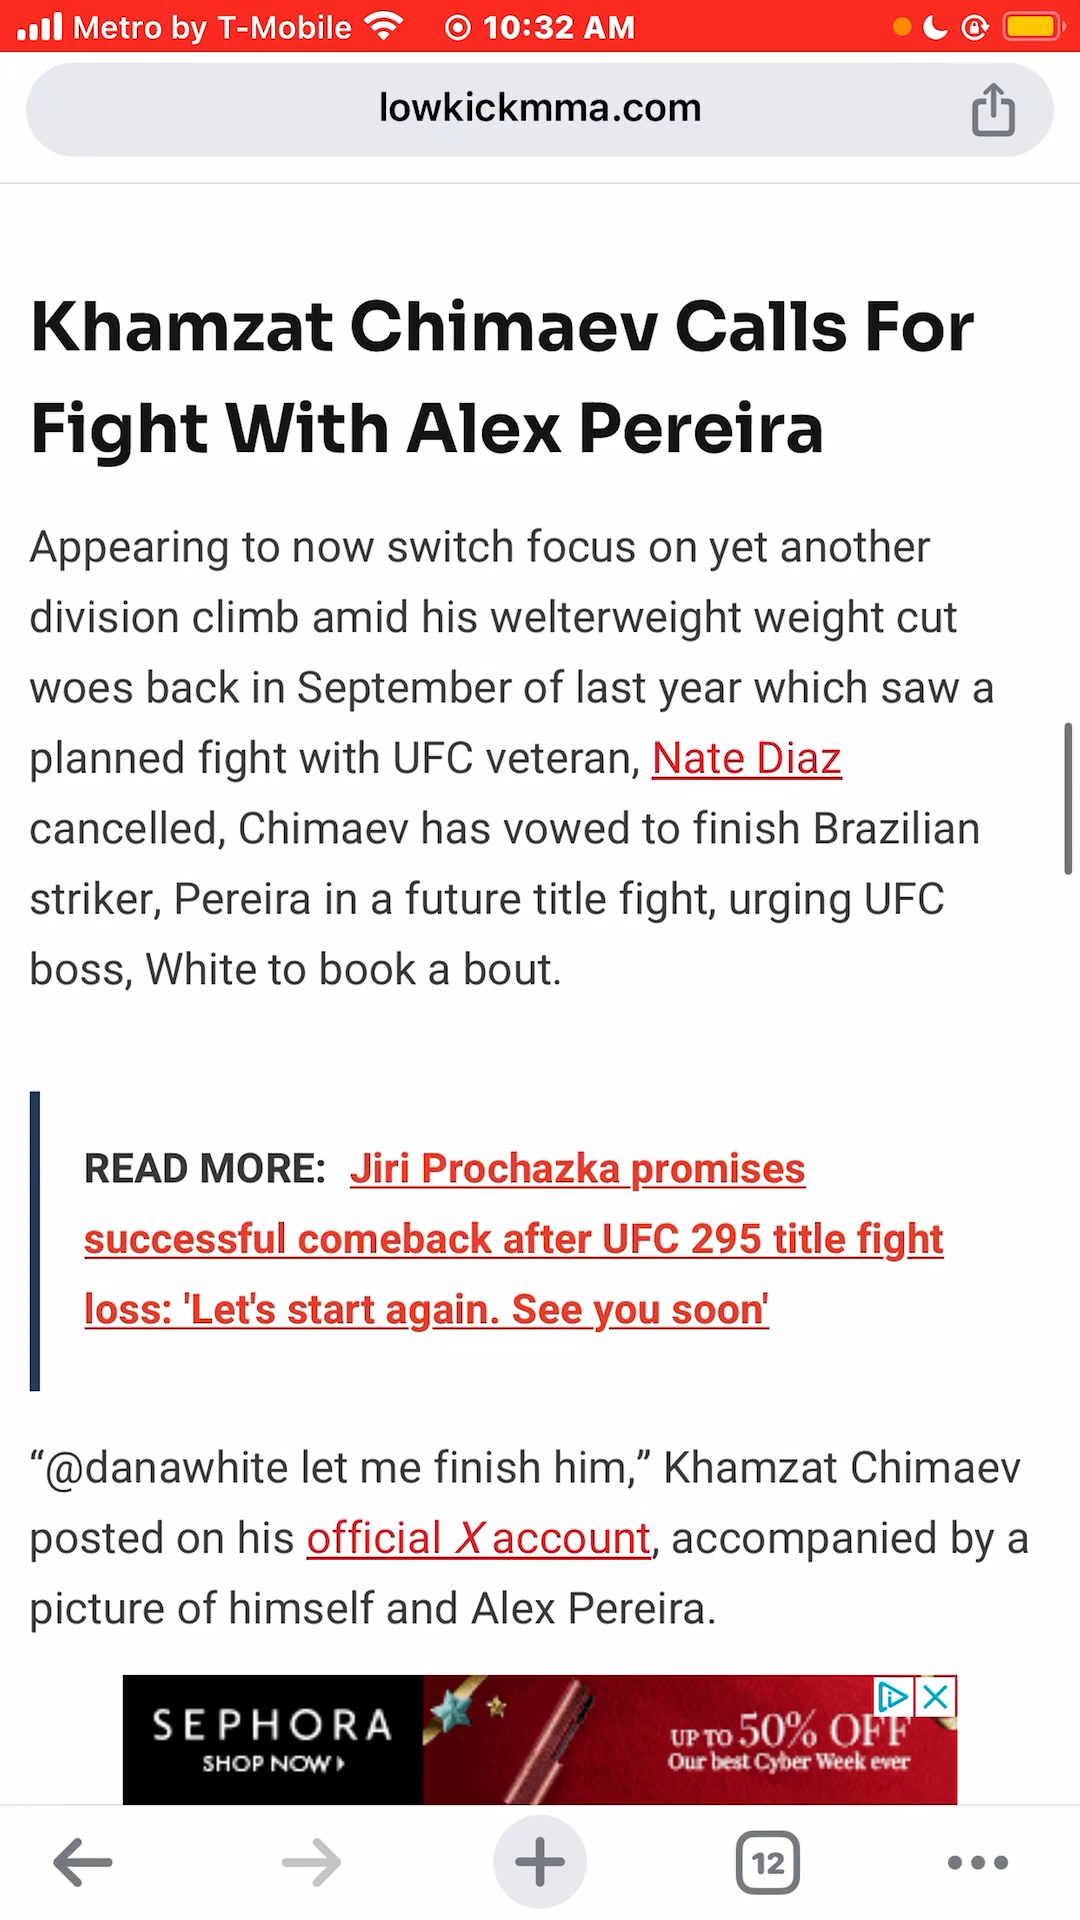 Metro by T-Mobile 10:32 AM
lowkickmma.com
Khamzat Chimaev Calls For
Fight With Alex Pereira
Appearing to now switch focus on yet another
division climb amid his welterweight weight cut
woes back in September of last year which saw a
planned fight with UFC veteran, Nate Diaz
cancelled, Chimaev has vowed to finish Brazilian
striker, Pereira in a future title fight, urging UFC
boss, White to book a bout.
READ MORE: Jiri Prochazka promises
successful comeback after UFC 295 title fight
loss: 'Let's start again. See you soon'
“@danawhite let me finish him,” Khamzat Chimaev
posted on his official X account, accompanied by a
picture of himself and Alex Pereira.
SEPHORA
SHOP NOW
UP TO 50% OFF
Our best Cyber Week ever
12